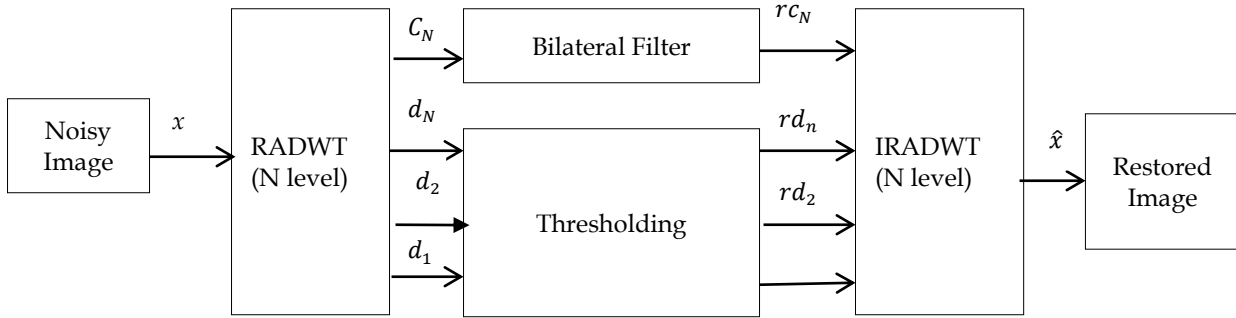 Noisy
Image
x
RADWT
(N level)
C_N
d_N
d_2
d_1
Bilateral Filter
Thresholding
rc_N
rd_n
rd_2
IRADWT
(N level)
x̂
Restored
Image